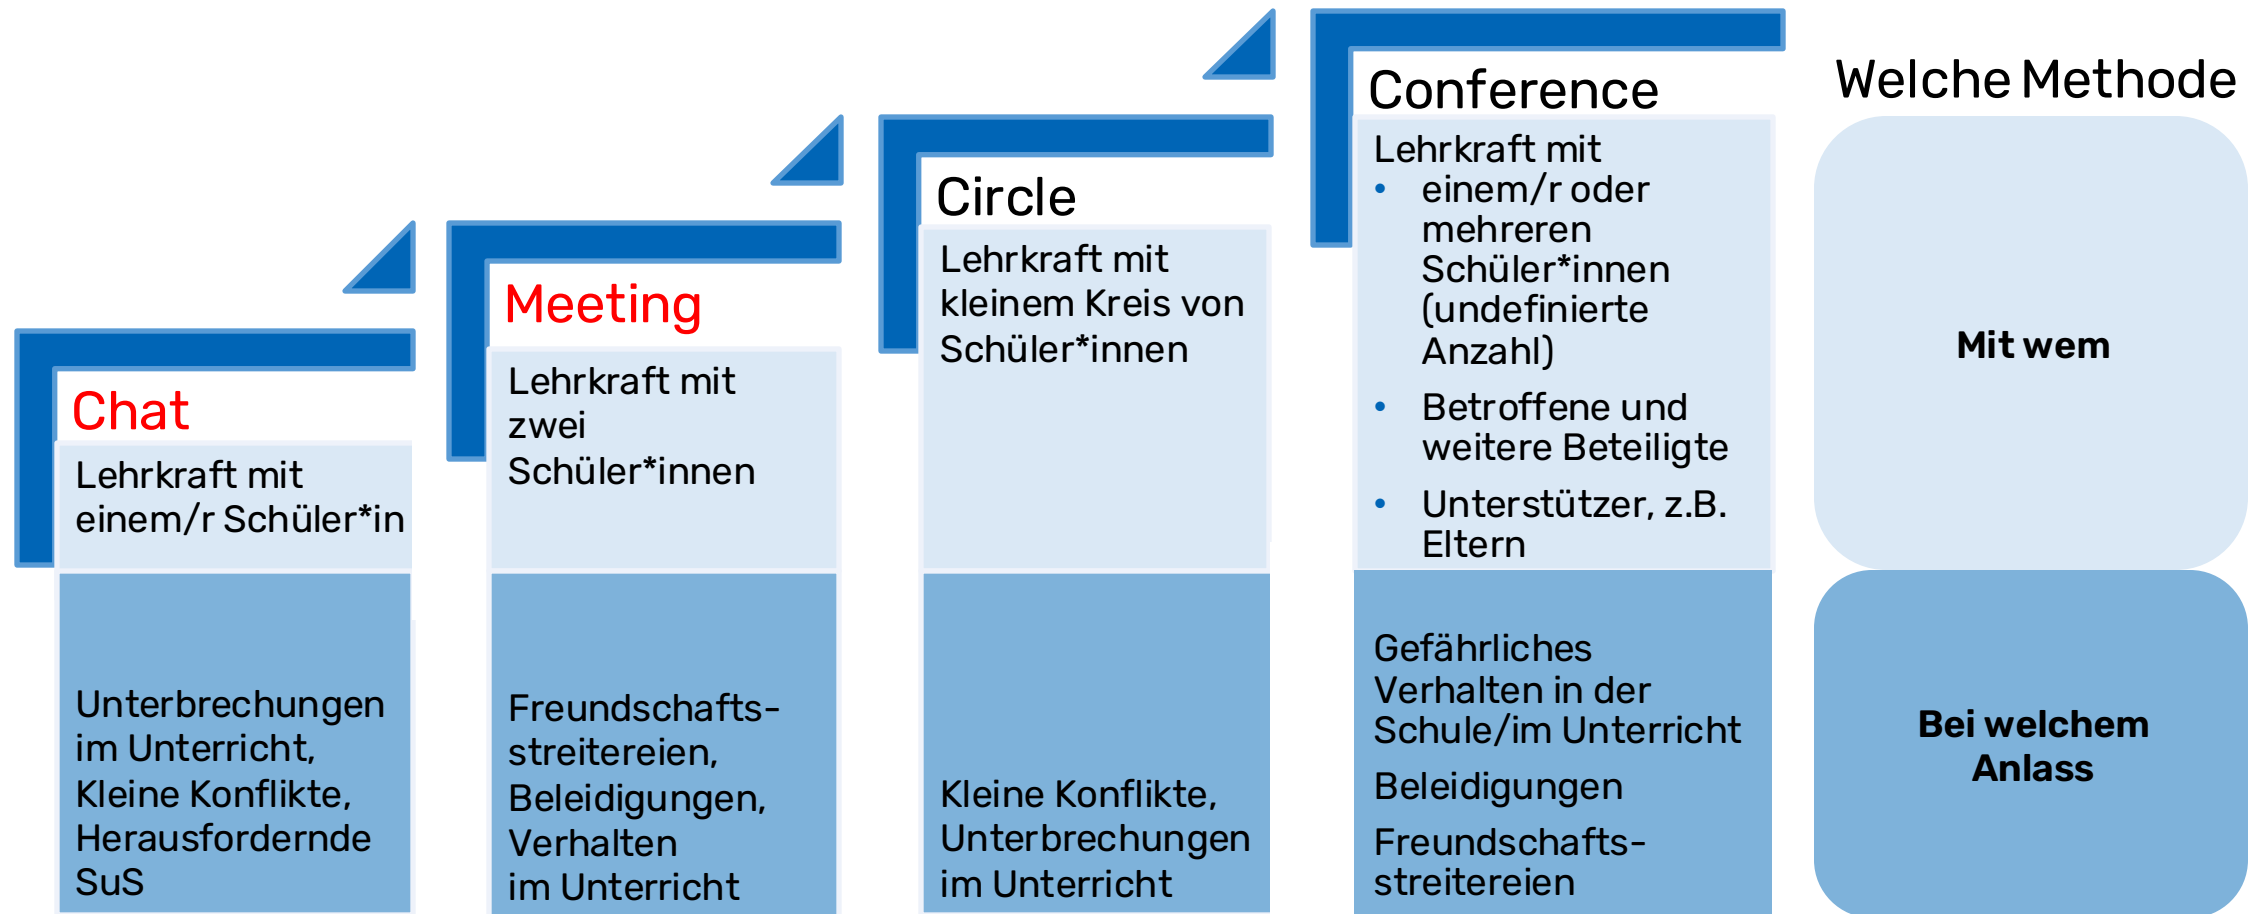 Chat
Lehrkraft mit
einem/r Schüler*in
Unterbrechungen
im Unterricht,
Kleine Konflikte,
Herausfordernde
SuS
Meeting
Lehrkraft mit
zwei
Schüler*innen
Freundschafts-
streitereien,
Beleidigungen,
Verhalten
im Unterricht
Circle
Lehrkraft mit
kleinem Kreis von
Schüler*innen
Kleine Konflikte,
Unterbrechungen
im Unterricht
Conference
Lehrkraft mit
• einem/r oder
mehreren
Schüler*innen
(undefinierte
Anzahl)
• Betroffene und
weitere Beteiligte
• Unterstützer, z.B.
Eltern
Gefährliches
Verhalten in der
Schule/im Unterricht
Beleidigungen
Freundschafts-
streitereien
Welche Methode
Mit wem
Bei welchem
Anlass